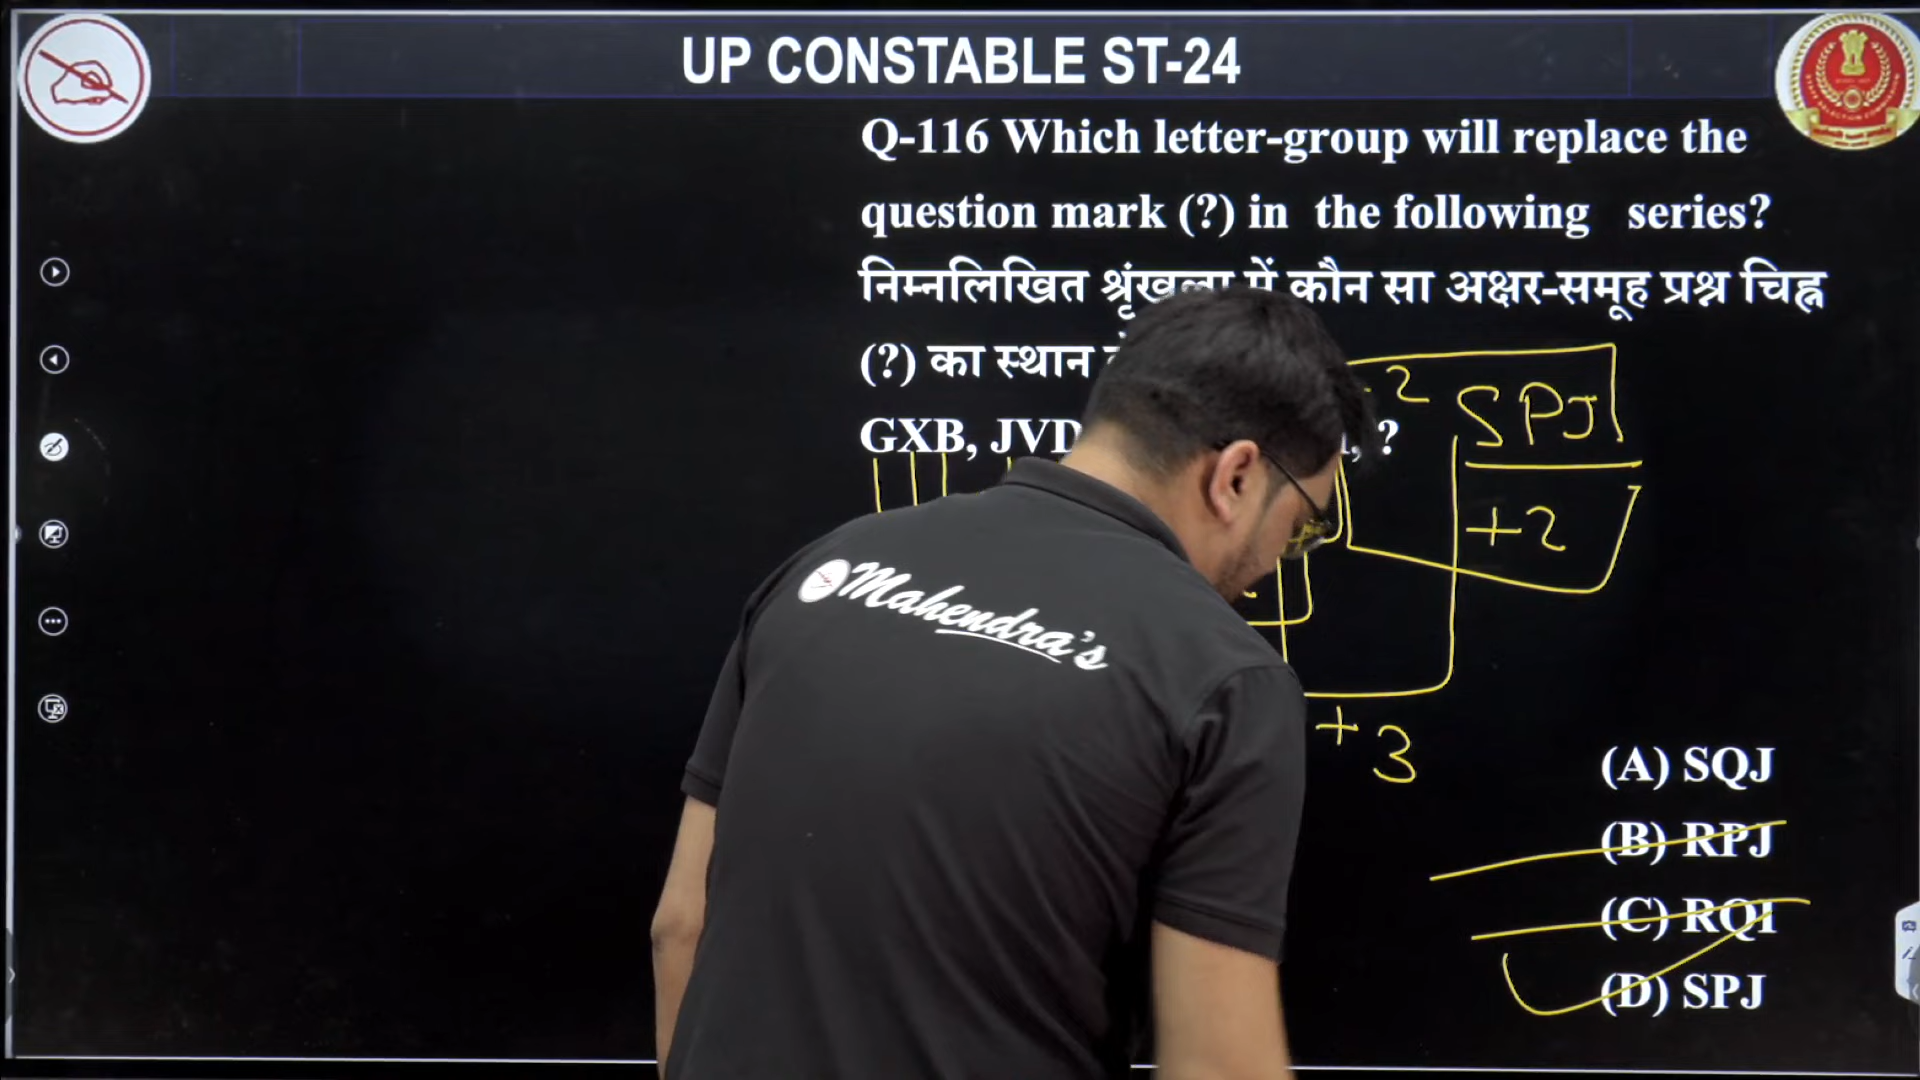 UP CONSTABLE ST-24
Q-116 Which letter-group will replace the
question mark (?) in the following series?
निम्नलिखित श्रृंखला में कौन सा अक्षर-समूह प्रश्न चिह्न
(?) का स्थान
GXB, JVD ?
2 SPJ
+2
Mahendra's
+3
(A) SQJ
(B) RPJ
(C) RQI
(D) SPJ